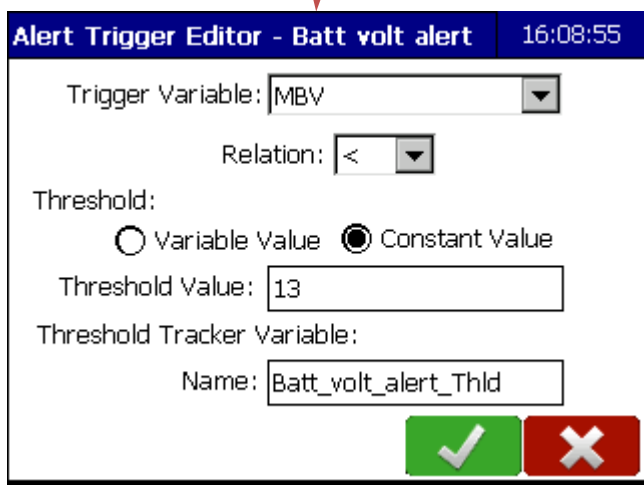 Alert Trigger Editor - Batt volt alert 16:08:55
Trigger Variable: MBV
Relation: <
Threshold:
Variable Value Constant Value
Threshold Value: 13
Threshold Tracker Variable:
Name: Batt_volt_alert_Thld